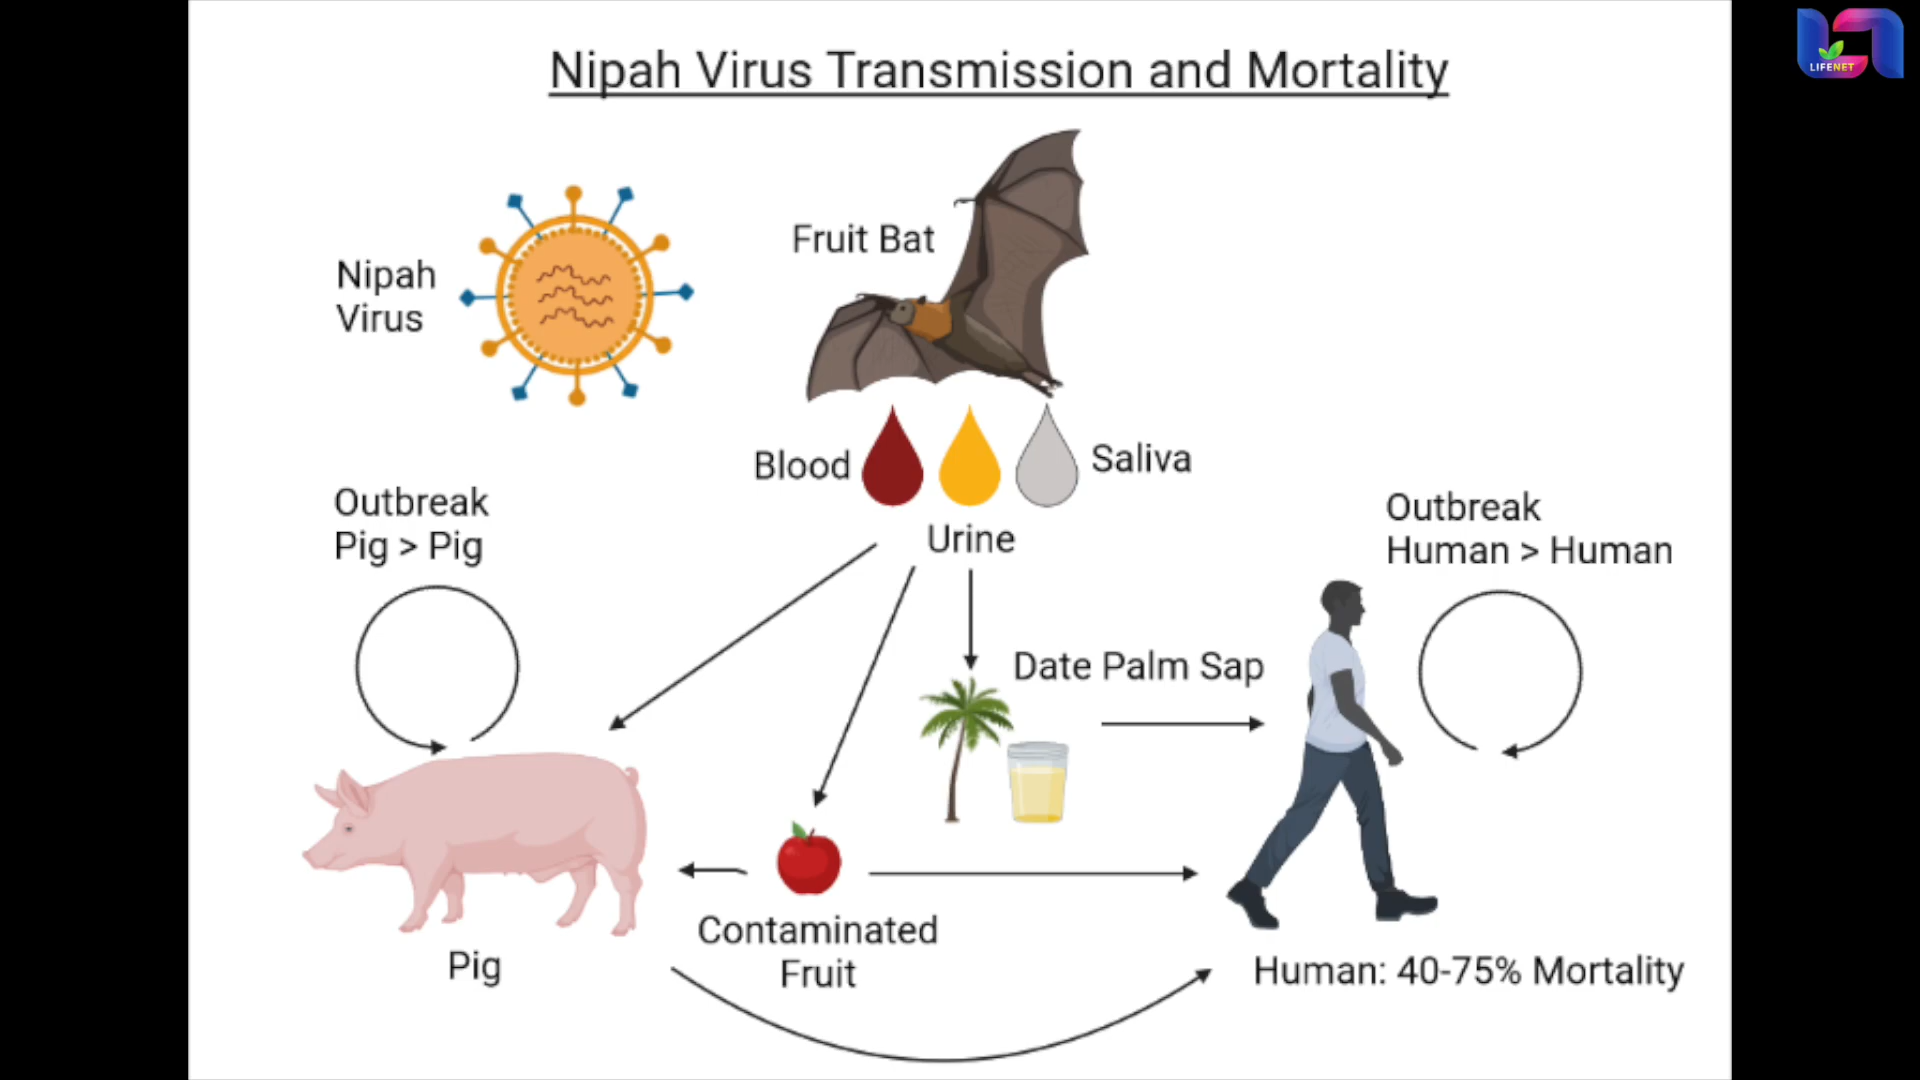 Nipah Virus Transmission and Mortality
LIFENET
Fruit Bat
Nipah
Virus
Blood
Saliva
Urine
Outbreak
Pig > Pig
Outbreak
Human > Human
Date Palm Sap
Contaminated
Fruit
Pig
Human: 40-75% Mortality